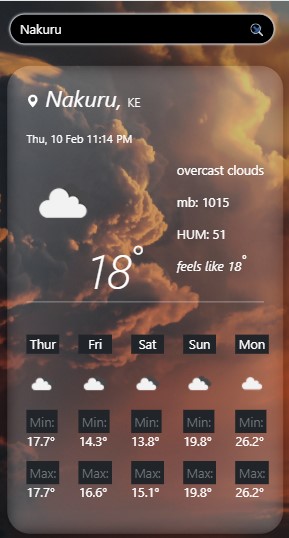 Nakuru
Nakuru, KE
Thu, 10 Feb 11:14 PM
overcast clouds
mb: 1015
HUM: 51
18°
feels like 18°
Thur Fri Sat Sun Mon
Min: Min: Min: Min: Min:
17.7° 14.3° 13.8° 19.8° 26.2°
Max: Max: Max: Max: Max:
17.7° 16.6° 15.1° 19.8° 26.2°